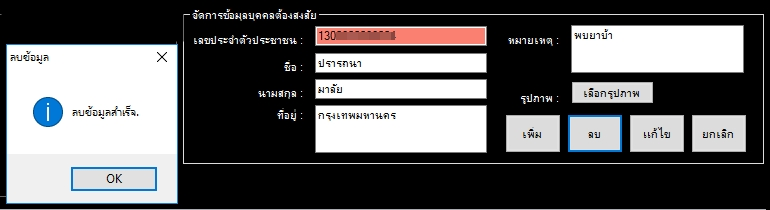 ลบข้อมูล
ลบข้อมูลสำเร็จ.
OK
จัดการข้อมูลบุคคลต้องสงสัย
เลขประจำตัวประชาชน : 130
ชื่อ : ปรารถนา
นามสกุล : มาลัย
ที่อยู่ : กรุงเทพมหานคร
หมายเหตุ : พบยาบ้า
รูปภาพ : เลือกรูปภาพ
เพิ่ม ลบ แก้ไข ยกเลิก